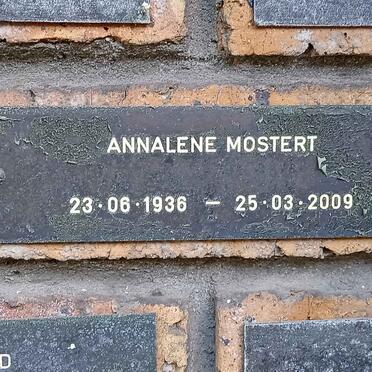 ANNALENE MOSTERT
23·06·1936 — 25·03·2009
D